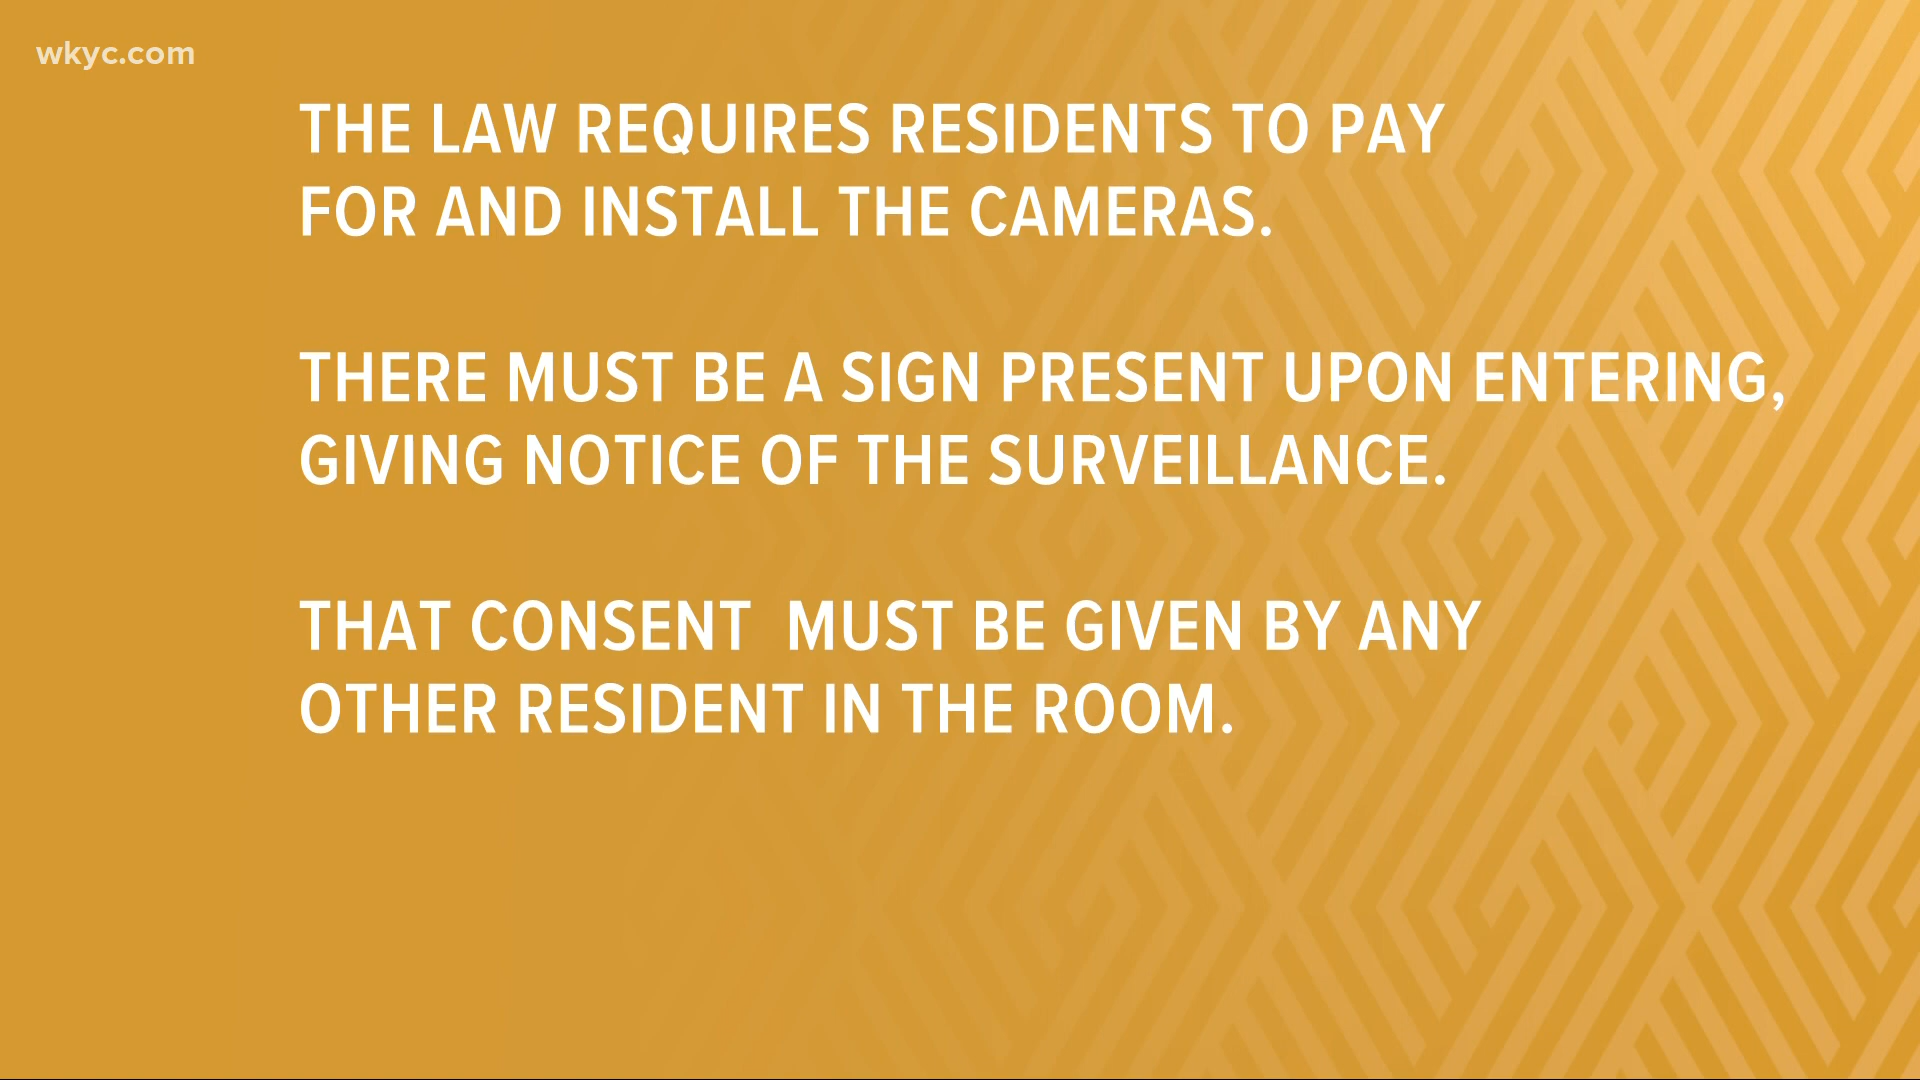 wkyc.com
THE LAW REQUIRES RESIDENTS TO PAY
FOR AND INSTALL THE CAMERAS.
THERE MUST BE A SIGN PRESENT UPON ENTERING,
GIVING NOTICE OF THE SURVEILLANCE.
THAT CONSENT  MUST BE GIVEN BY ANY
OTHER RESIDENT IN THE ROOM.